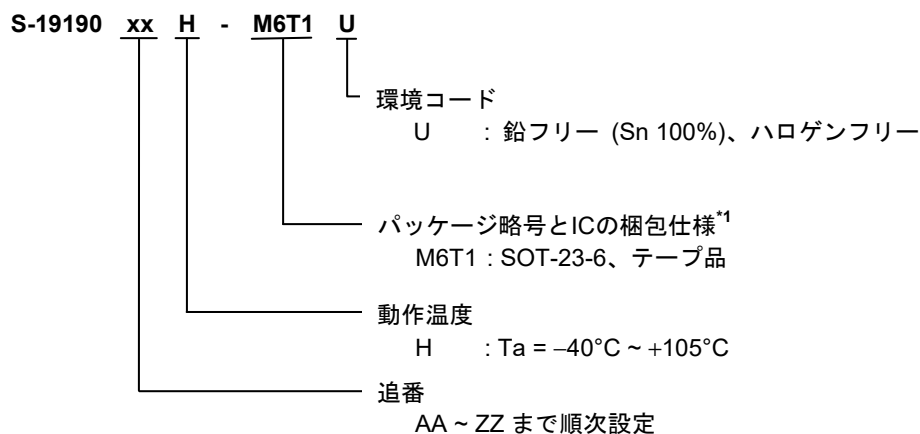 S-19190 xx H - M6T1 U
環境コード
U : 鉛フリー (Sn 100%)、ハロゲンフリー
パッケージ略号とICの梱包仕様*1
M6T1 : SOT-23-6、テープ品
動作温度
H : Ta = −40°C ~ +105°C
追番
AA ~ ZZ まで順次設定